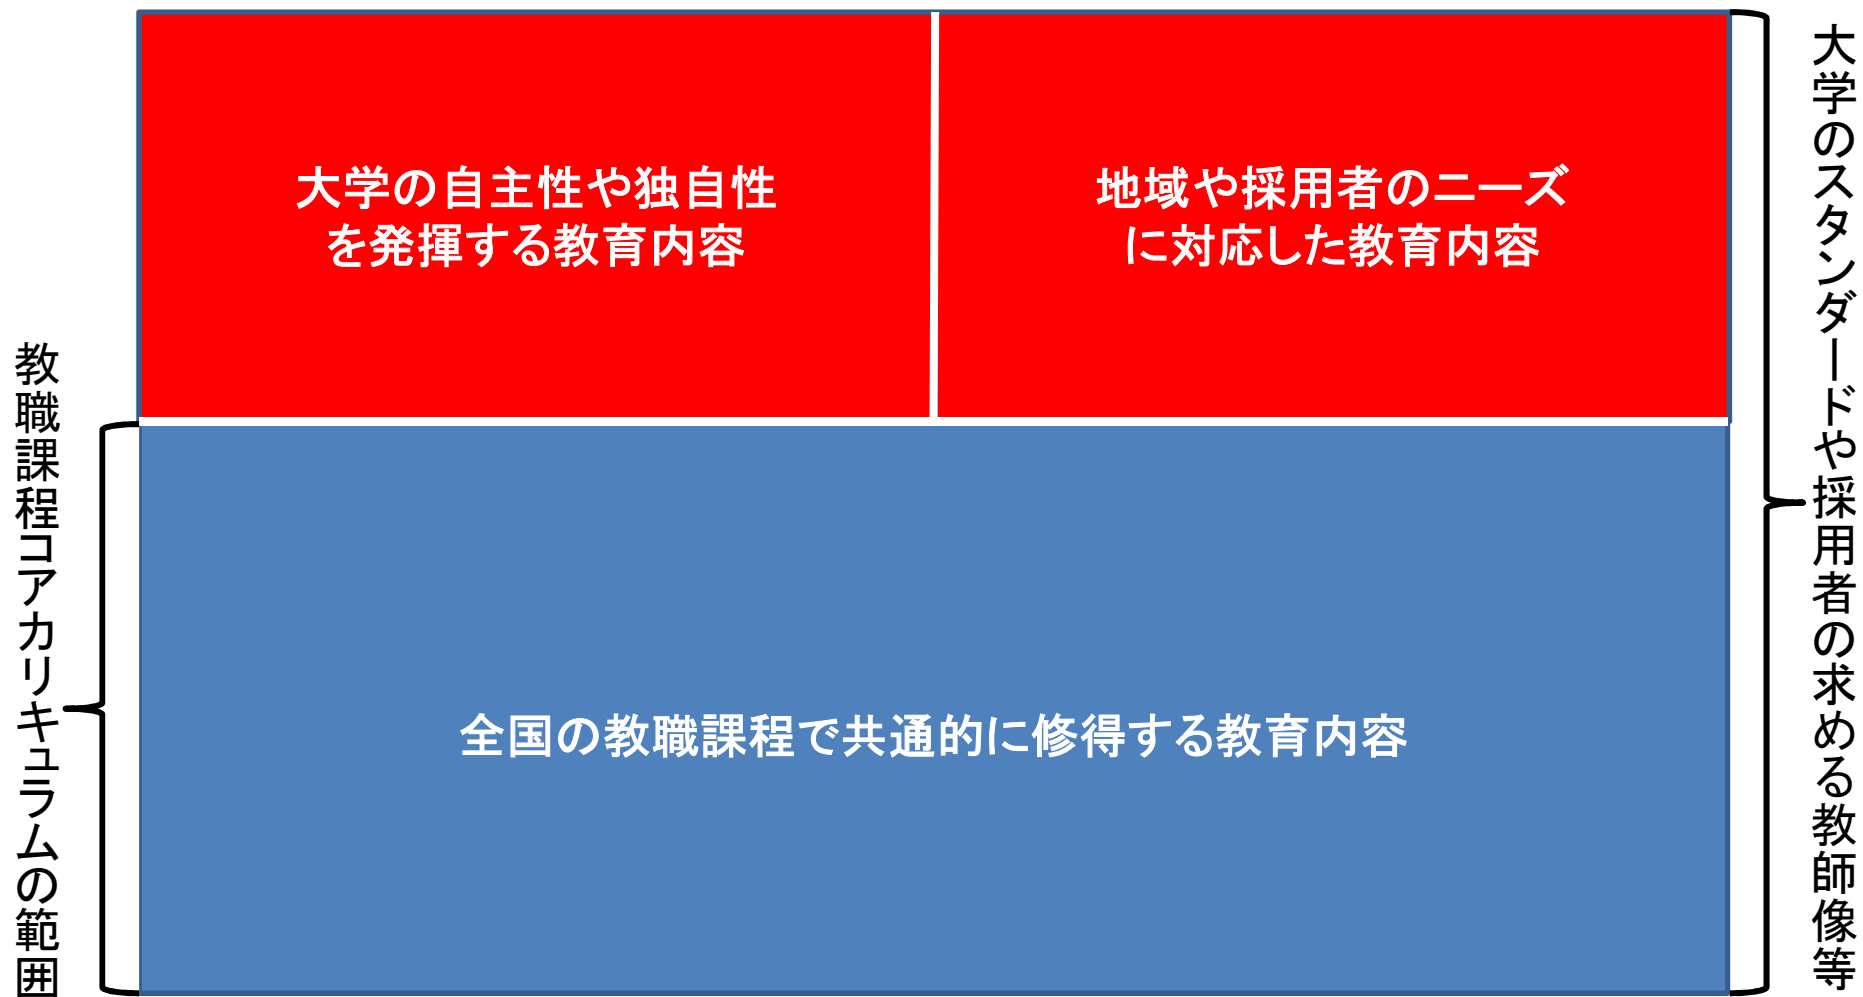 大学の自主性や独自性
を発揮する教育内容
地域や採用者のニーズ
に対応した教育内容
全国の教職課程で共通的に修得する教育内容
教職課程コアカリキュラムの範囲
大学のスタンダードや採用者の求める教師像等